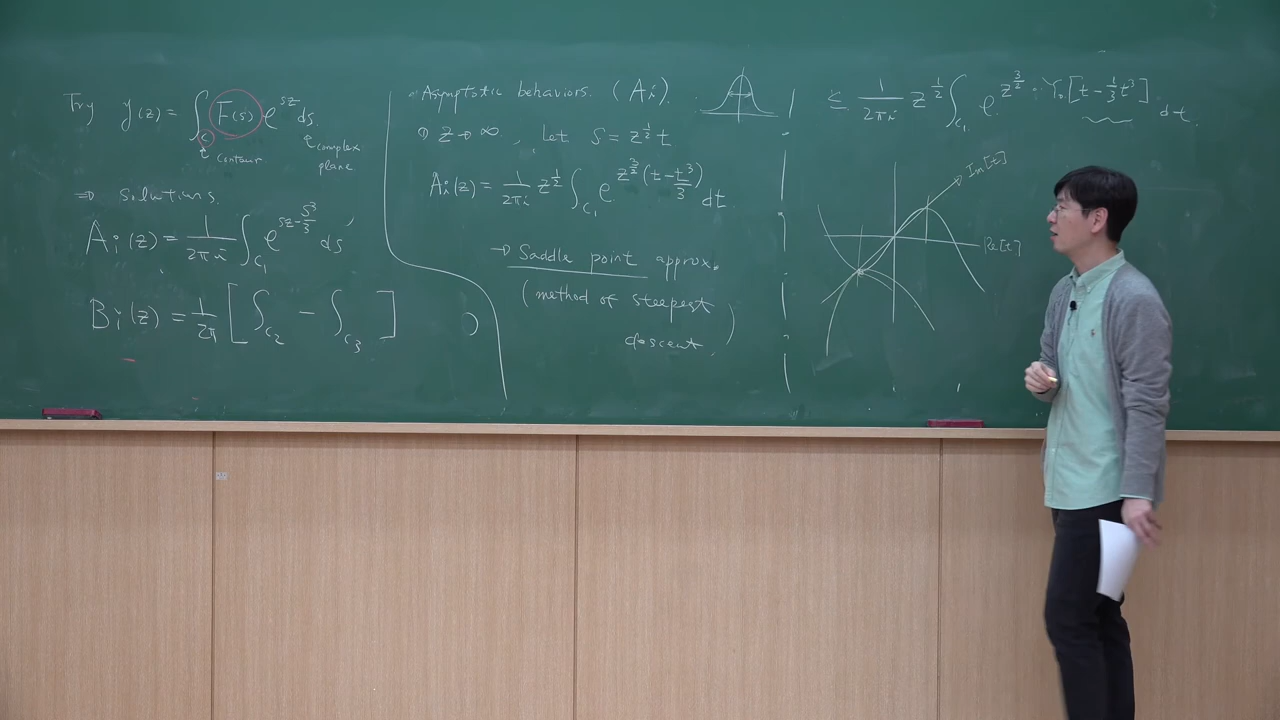 Try y(z) = ∫_C F(s) e^{sz} ds
contour
complex
plane
⇒ solutions.
Ai(z) = 1/2πi ∫_{C₁} e^{sz - s³/3} ds
Bi(z) = 1/2π [ ∫_{C₂} - ∫_{C₃} ]
Asymptotic behaviors. (Ai).
z → ∞, Let s = z^{1/2} t
Ai(z) = 1/2πi z^{1/2} ∫_{C₁} e^{z^{3/2}(t - t³/3)} dt
→ Saddle point approx.
(method of steepest
descent)
≤ 1/2πi z^{1/2} ∫_{C₁} e^{z^{3/2} · Re[t - 1/3 t³]} dt
Im[t]
Re[t]